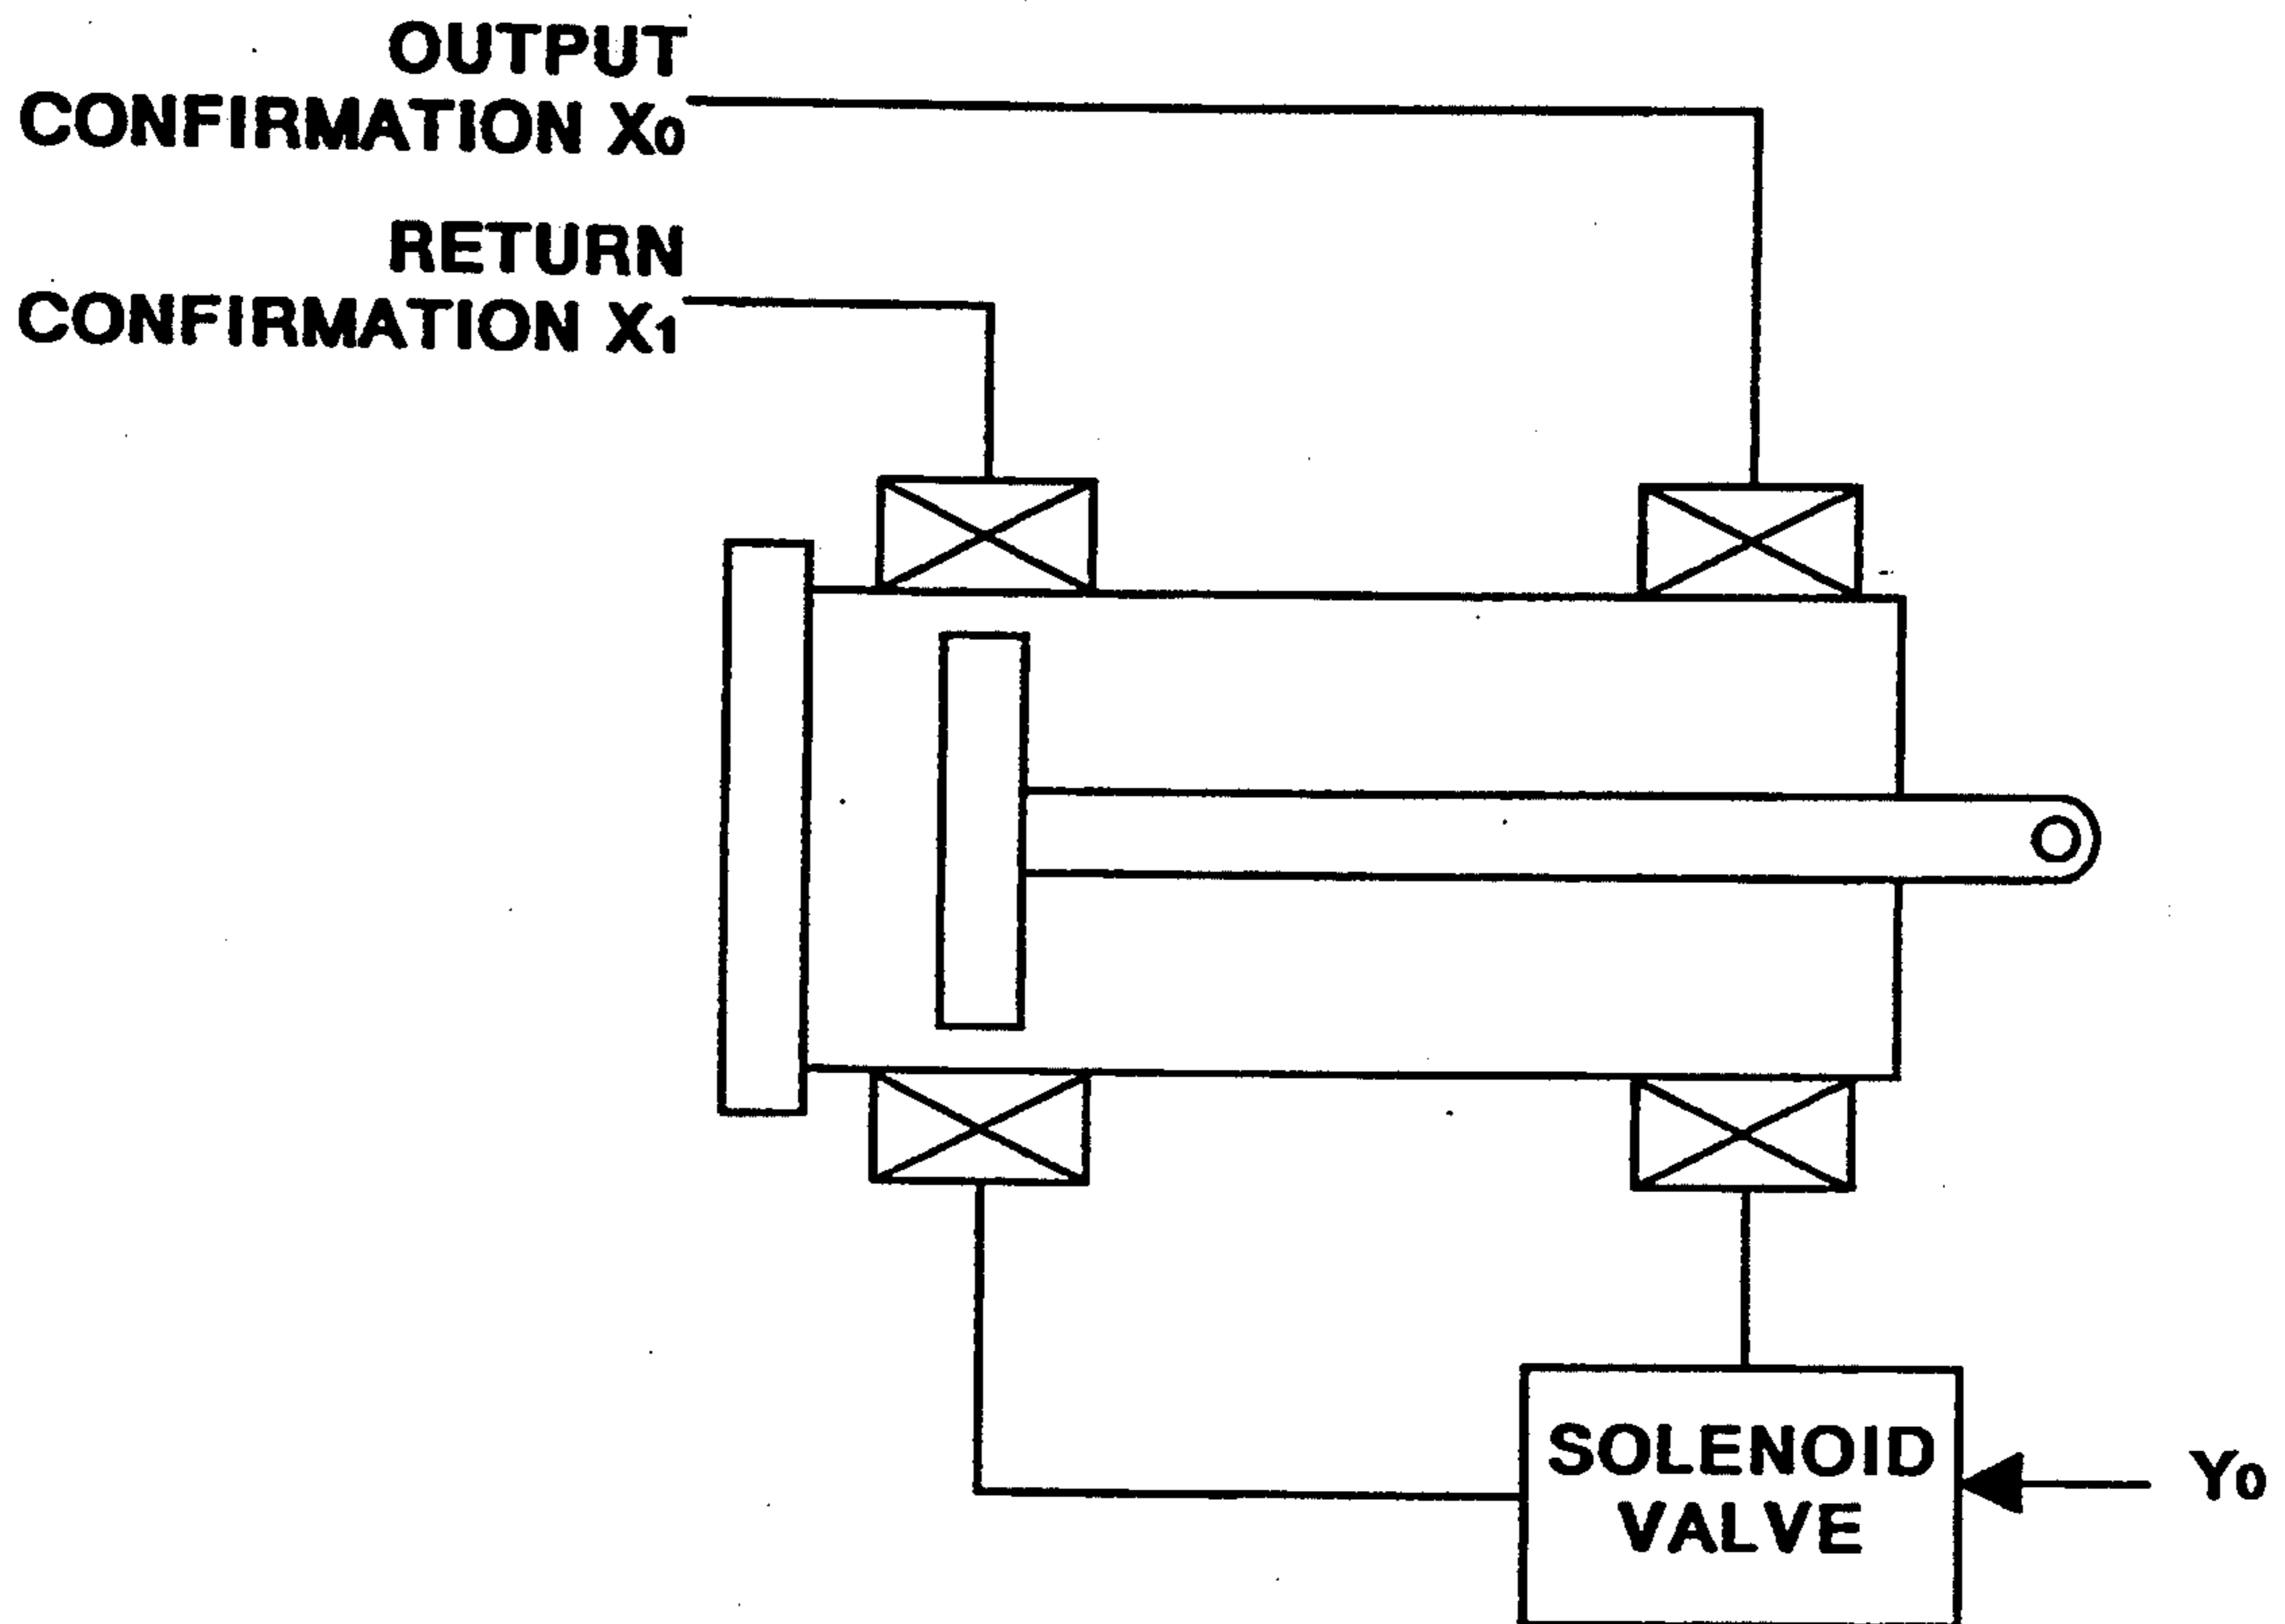 OUTPUT
CONFIRMATION X0
RETURN
CONFIRMATION X1
SOLENOID
VALVE
Y0